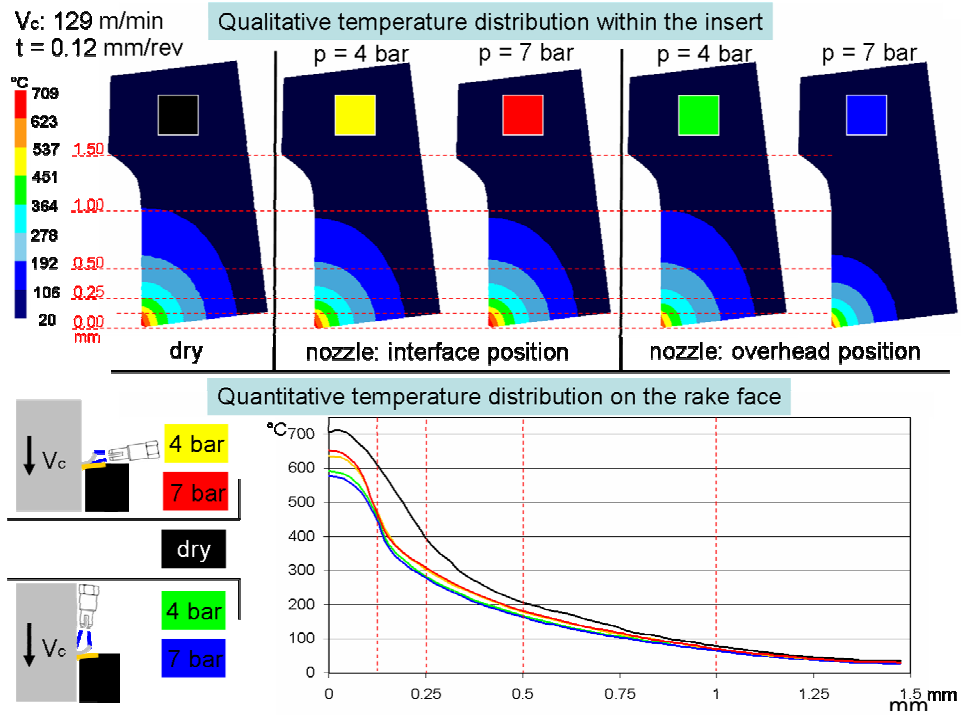 Vc: 129 m/min
t = 0.12 mm/rev
Qualitative temperature distribution within the insert
p = 4 bar
p = 7 bar
p = 4 bar
p = 7 bar
ºC
709
623
537
451
364
278
192
106
20
1.50
1.00
0.50
0.25
0.00
mm
dry
nozzle: interface position
nozzle: overhead position
Quantitative temperature distribution on the rake face
Vc
4 bar
7 bar
dry
Vc
4 bar
7 bar
ºC
700
600
500
400
300
200
100
0
0
0.25
0.5
0.75
1
1.25
1.5
mm
mm